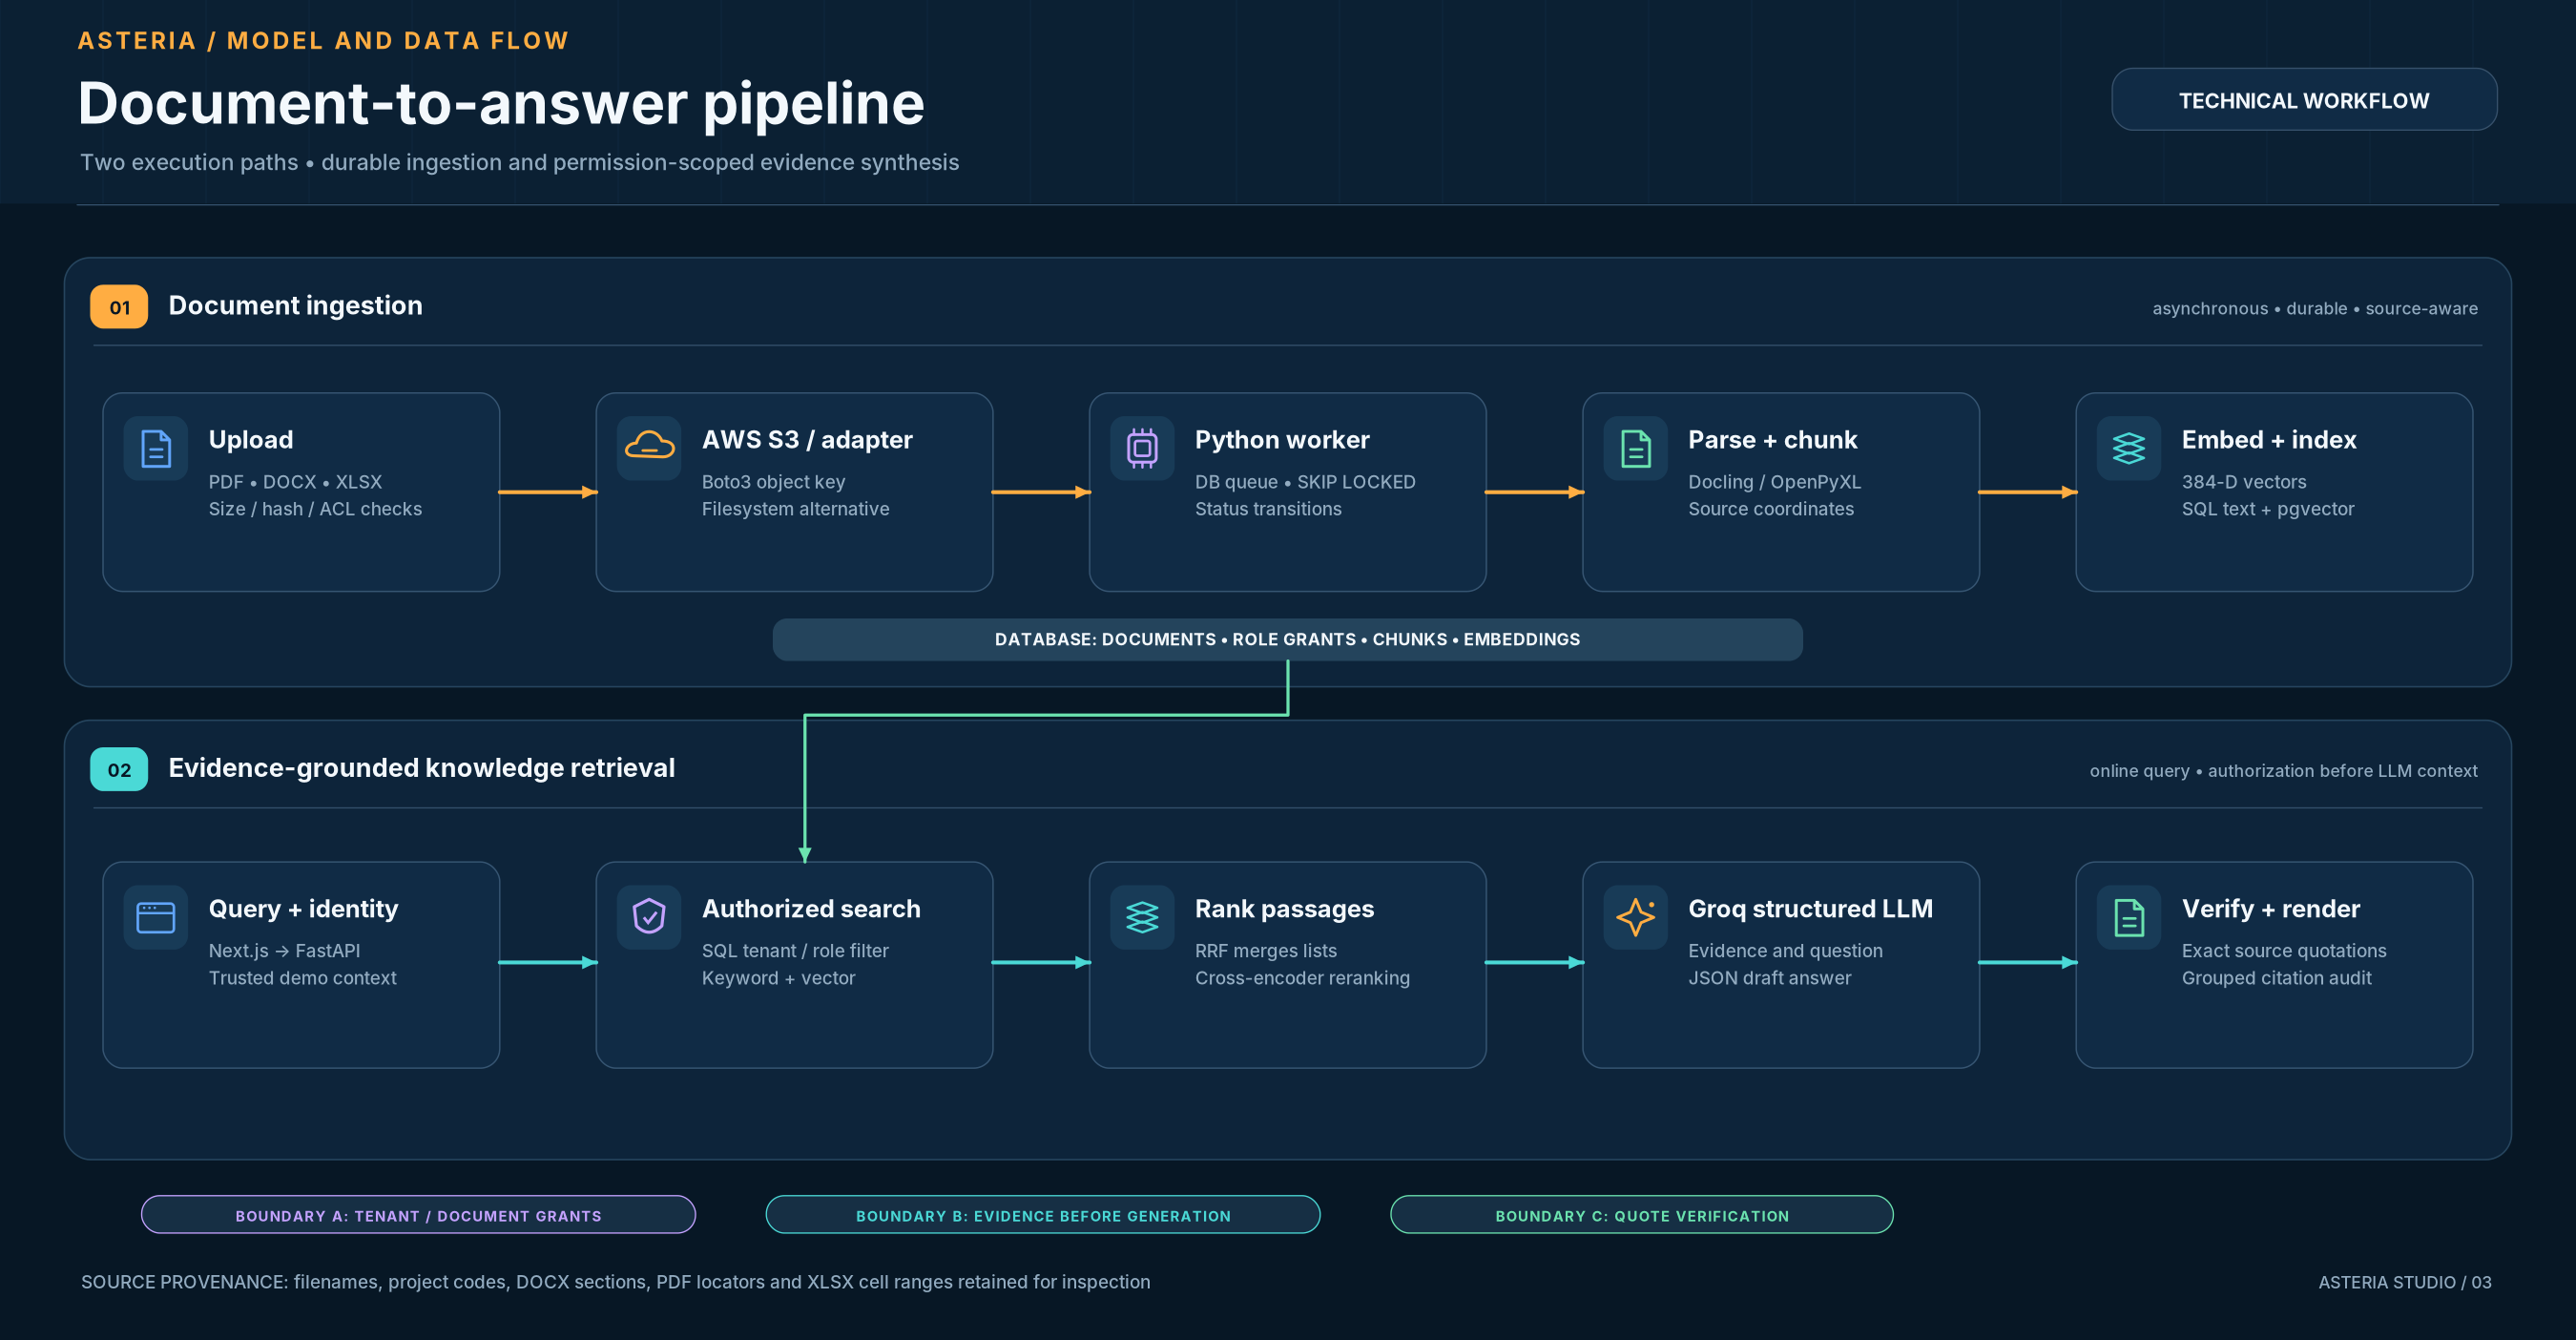 ASTERIA / MODEL AND DATA FLOW
Document-to-answer pipeline
Two execution paths • durable ingestion and permission-scoped evidence synthesis
TECHNICAL WORKFLOW
01
Document ingestion
asynchronous • durable • source-aware
Upload
PDF • DOCX • XLSX
Size / hash / ACL checks
AWS S3 / adapter
Boto3 object key
Filesystem alternative
Python worker
DB queue • SKIP LOCKED
Status transitions
Parse + chunk
Docling / OpenPyXL
Source coordinates
Embed + index
384-D vectors
SQL text + pgvector
DATABASE: DOCUMENTS • ROLE GRANTS • CHUNKS • EMBEDDINGS
02
Evidence-grounded knowledge retrieval
online query • authorization before LLM context
Query + identity
Next.js → FastAPI
Trusted demo context
Authorized search
SQL tenant / role filter
Keyword + vector
Rank passages
RRF merges lists
Cross-encoder reranking
Groq structured LLM
Evidence and question
JSON draft answer
Verify + render
Exact source quotations
Grouped citation audit
BOUNDARY A: TENANT / DOCUMENT GRANTS
BOUNDARY B: EVIDENCE BEFORE GENERATION
BOUNDARY C: QUOTE VERIFICATION
SOURCE PROVENANCE: filenames, project codes, DOCX sections, PDF locators and XLSX cell ranges retained for inspection
ASTERIA STUDIO / 03